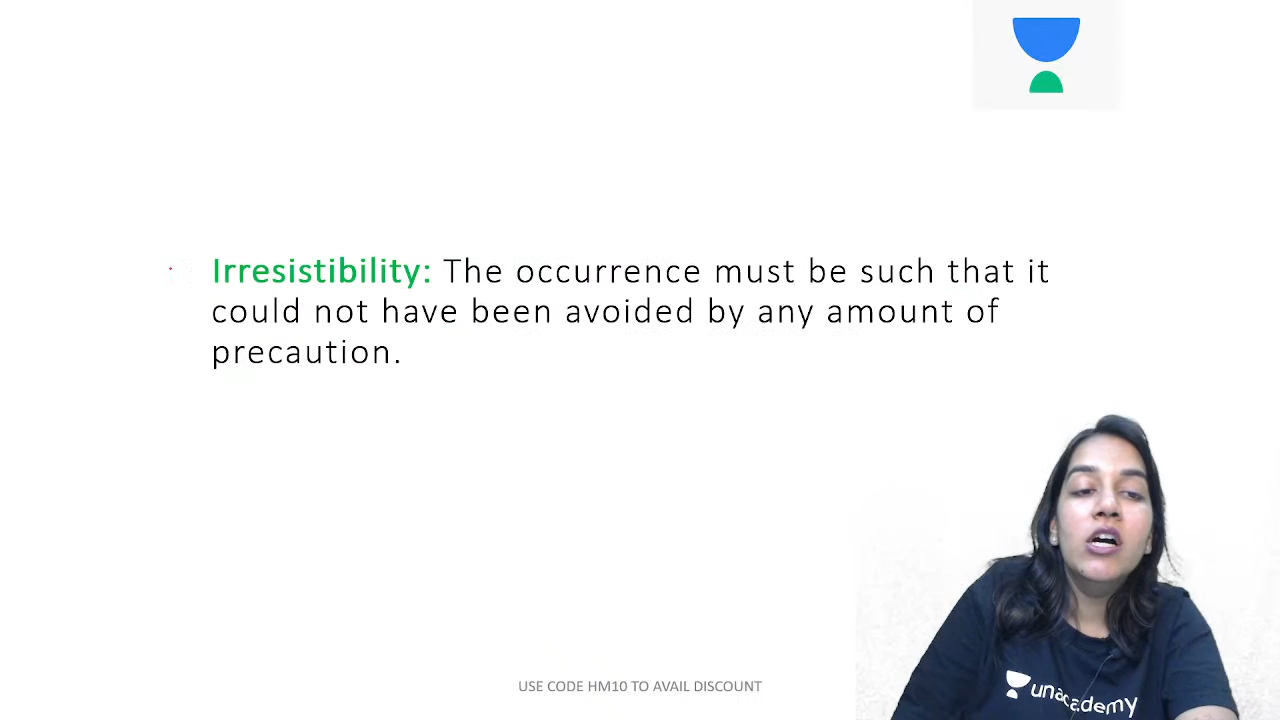 Irresistibility: The occurrence must be such that it
could not have been avoided by any amount of
precaution.
unacademy
USE CODE HM10 TO AVAIL DISCOUNT